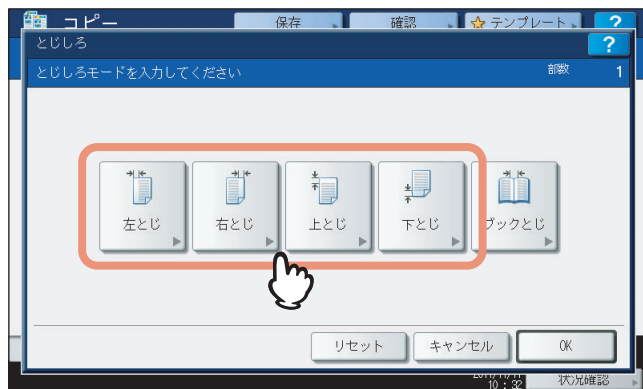 コピー 保存 確認 テンプレート ?
とじしろ ?
とじしろモードを入力してください 部数 1
左とじ 右とじ 上とじ 下とじ ブックとじ
リセット キャンセル OK
10:32 状況確認